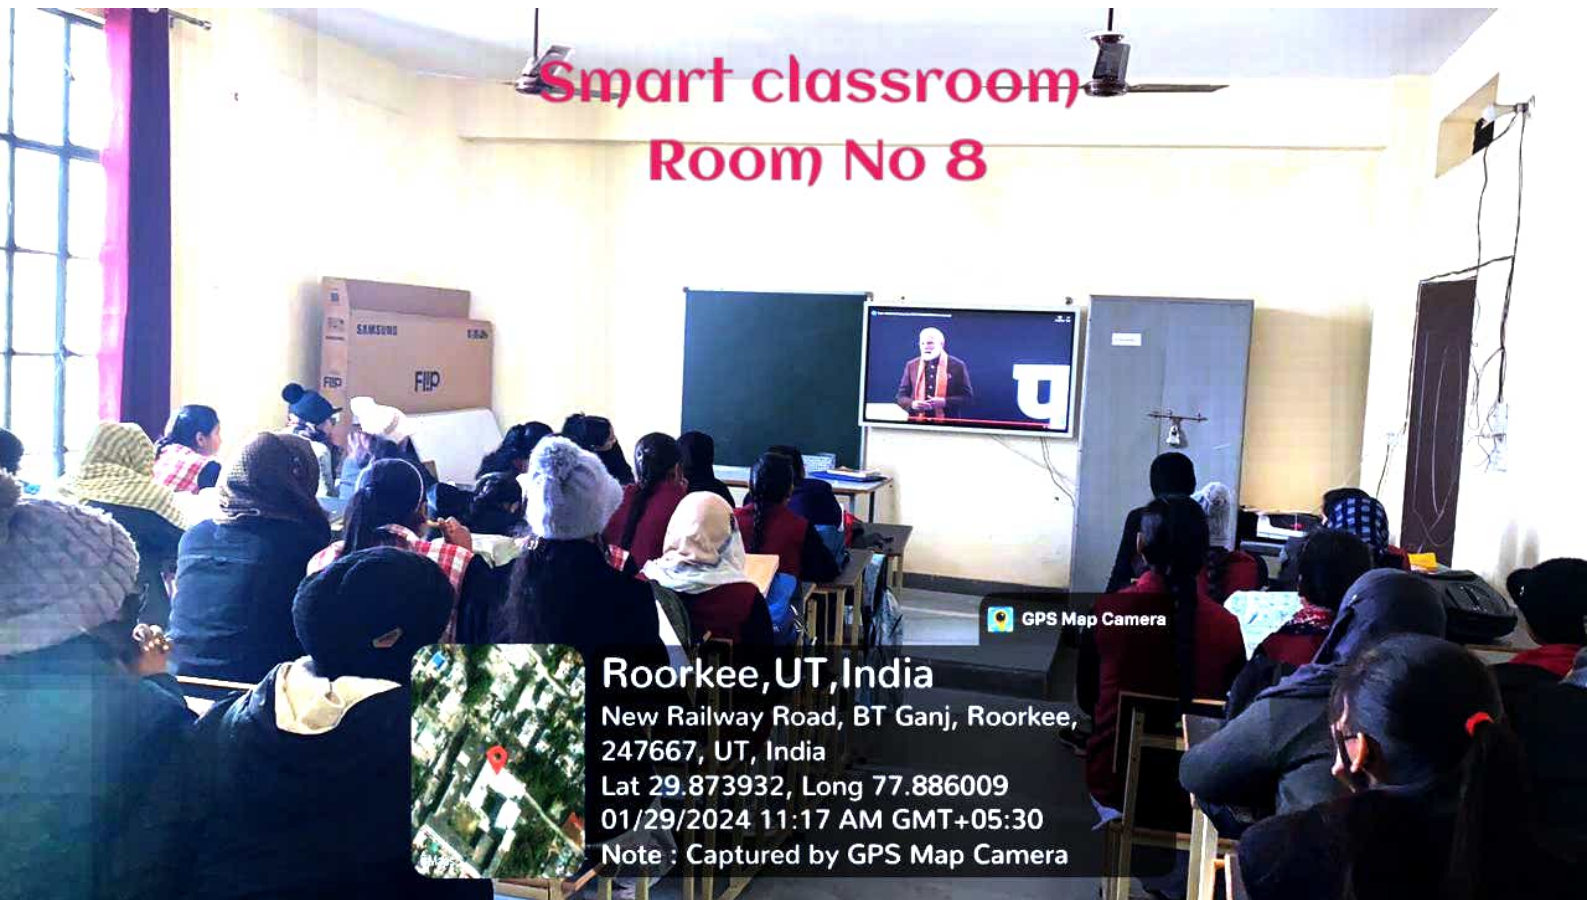 Smart classroom
Room No 8
SAMSUNG
Flip
Flip
प
GPS Map Camera
Roorkee,UT,India
New Railway Road, BT Ganj, Roorkee,
247667, UT, India
Lat 29.873932, Long 77.886009
01/29/2024 11:17 AM GMT+05:30
Note : Captured by GPS Map Camera